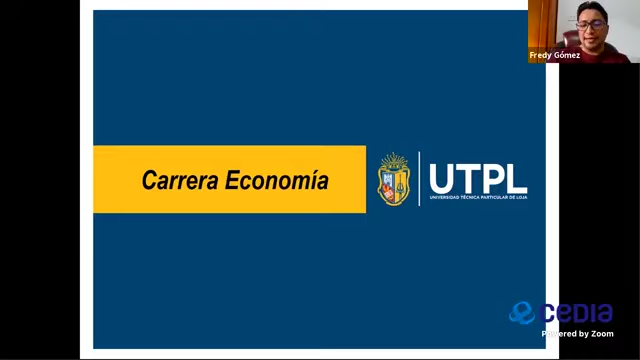 Fredy Gómez
Carrera Economía
UTPL
UNIVERSIDAD TÉCNICA PARTICULAR DE LOJA
CEDIA
Powered by Zoom